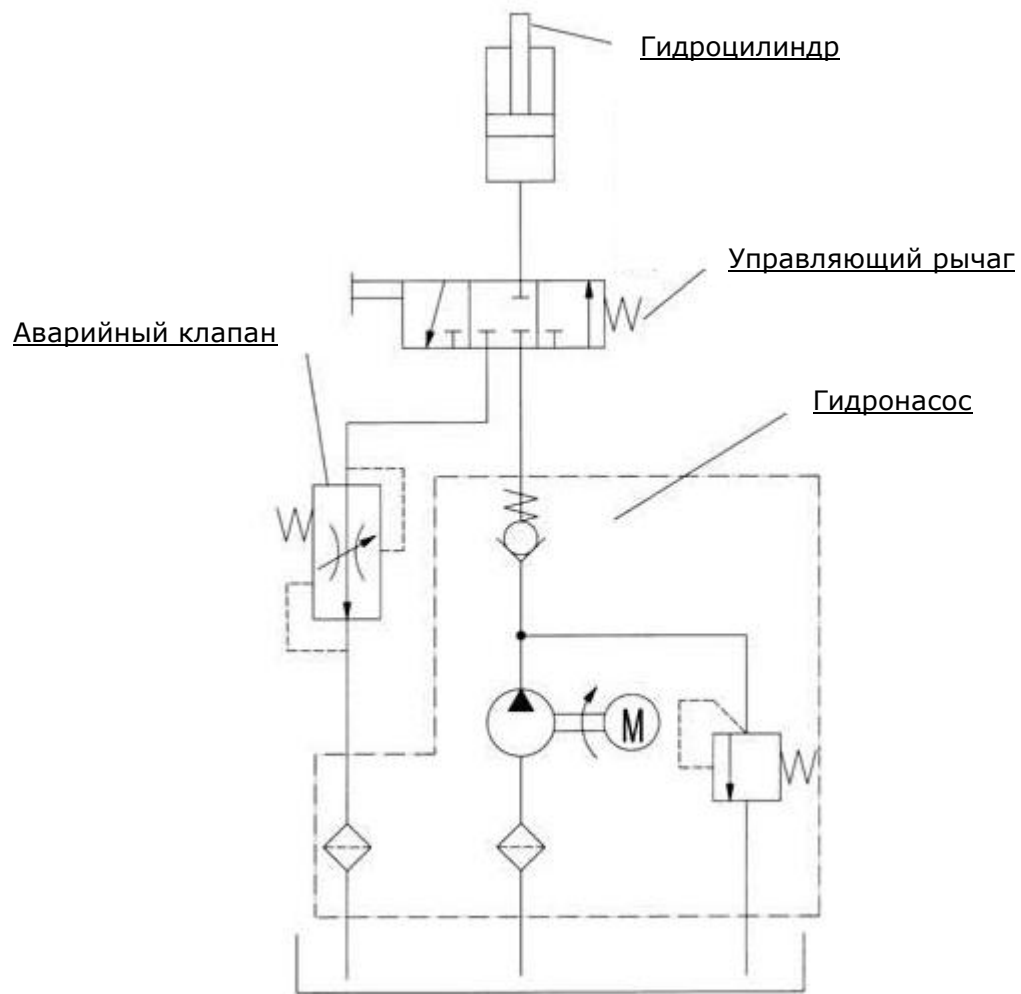 Гидроцилиндр
Управляющий рычаг
Аварийный клапан
Гидронасос
M